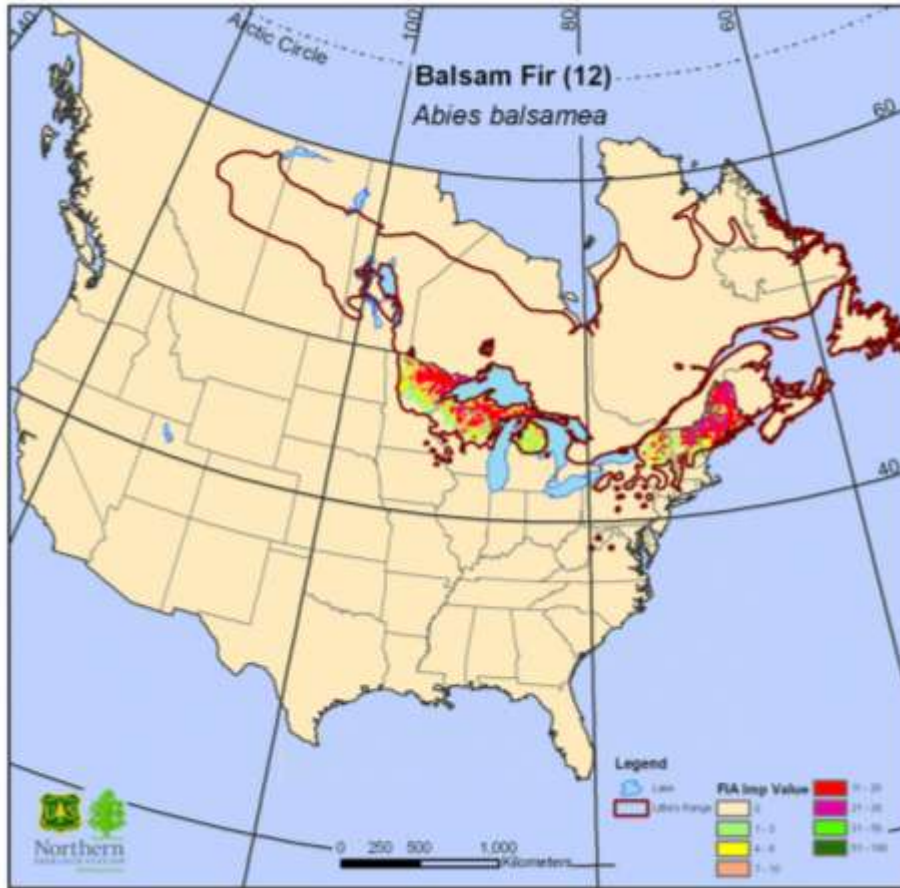 140
100
80
60
Arctic Circle
Balsam Fir (12)
Abies balsamea
60
40
Legend
Lake
Little's Range
FIA Imp Value
0
1 - 3
4 - 6
7 - 10
11 - 20
21 - 30
31 - 50
51 - 100
Northern
0 250 500 1,000
Kilometers